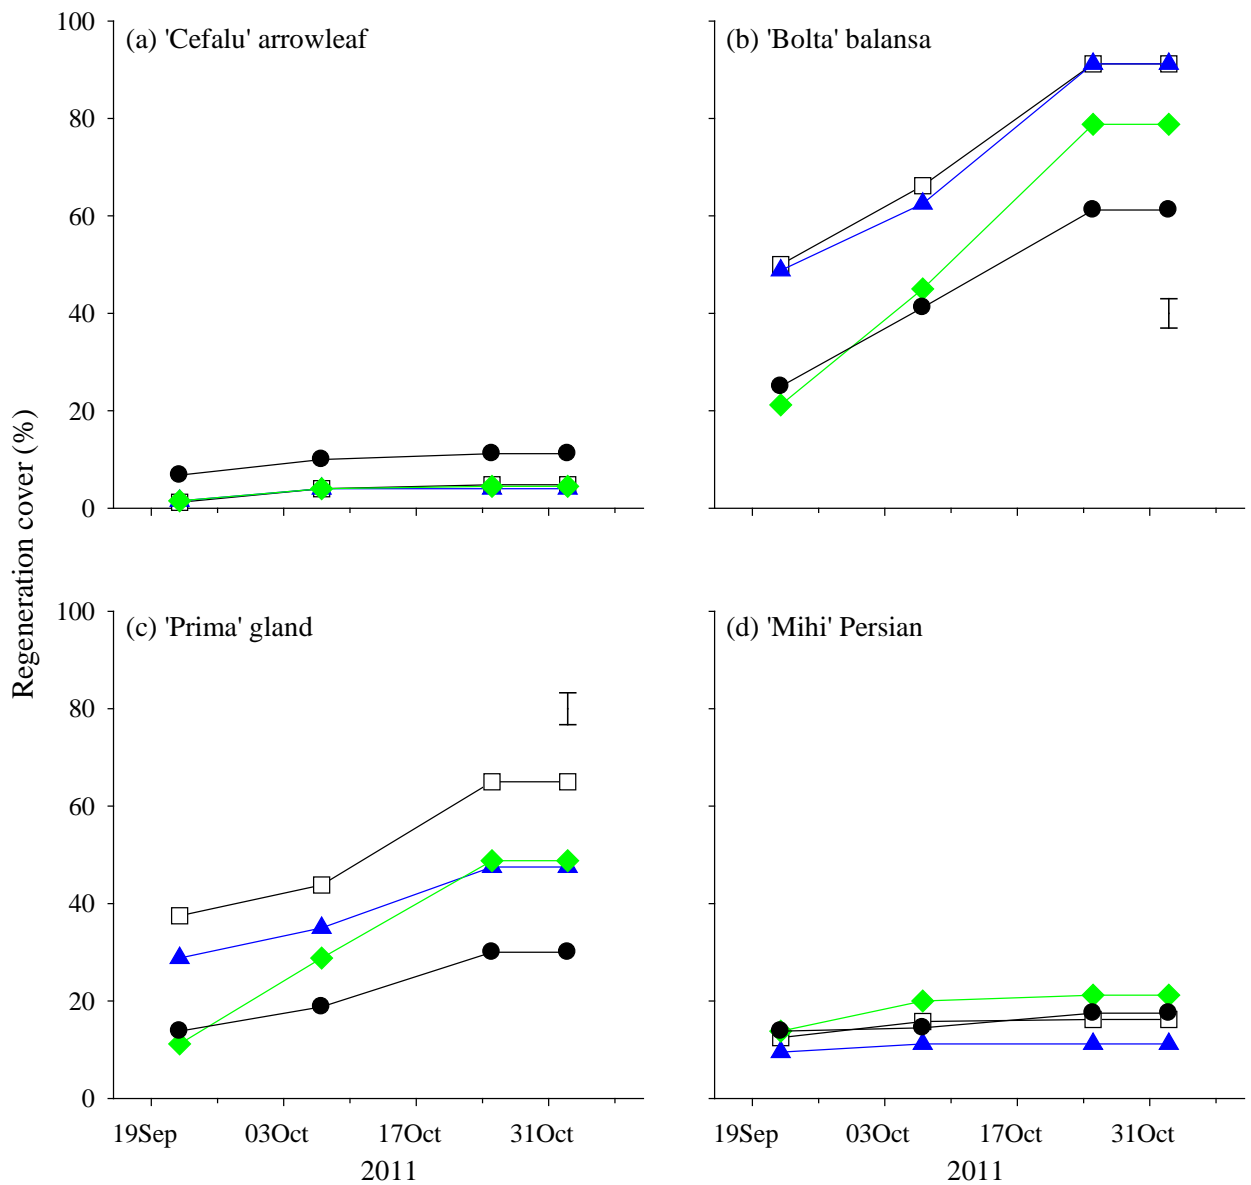 Regeneration cover (%)
100
80
60
40
20
0
(a) 'Cefalu' arrowleaf
(b) 'Bolta' balansa
100
80
60
40
20
0
(c) 'Prima' gland
(d) 'Mihi' Persian
19Sep 03Oct 17Oct 31Oct
2011
19Sep 03Oct 17Oct 31Oct
2011